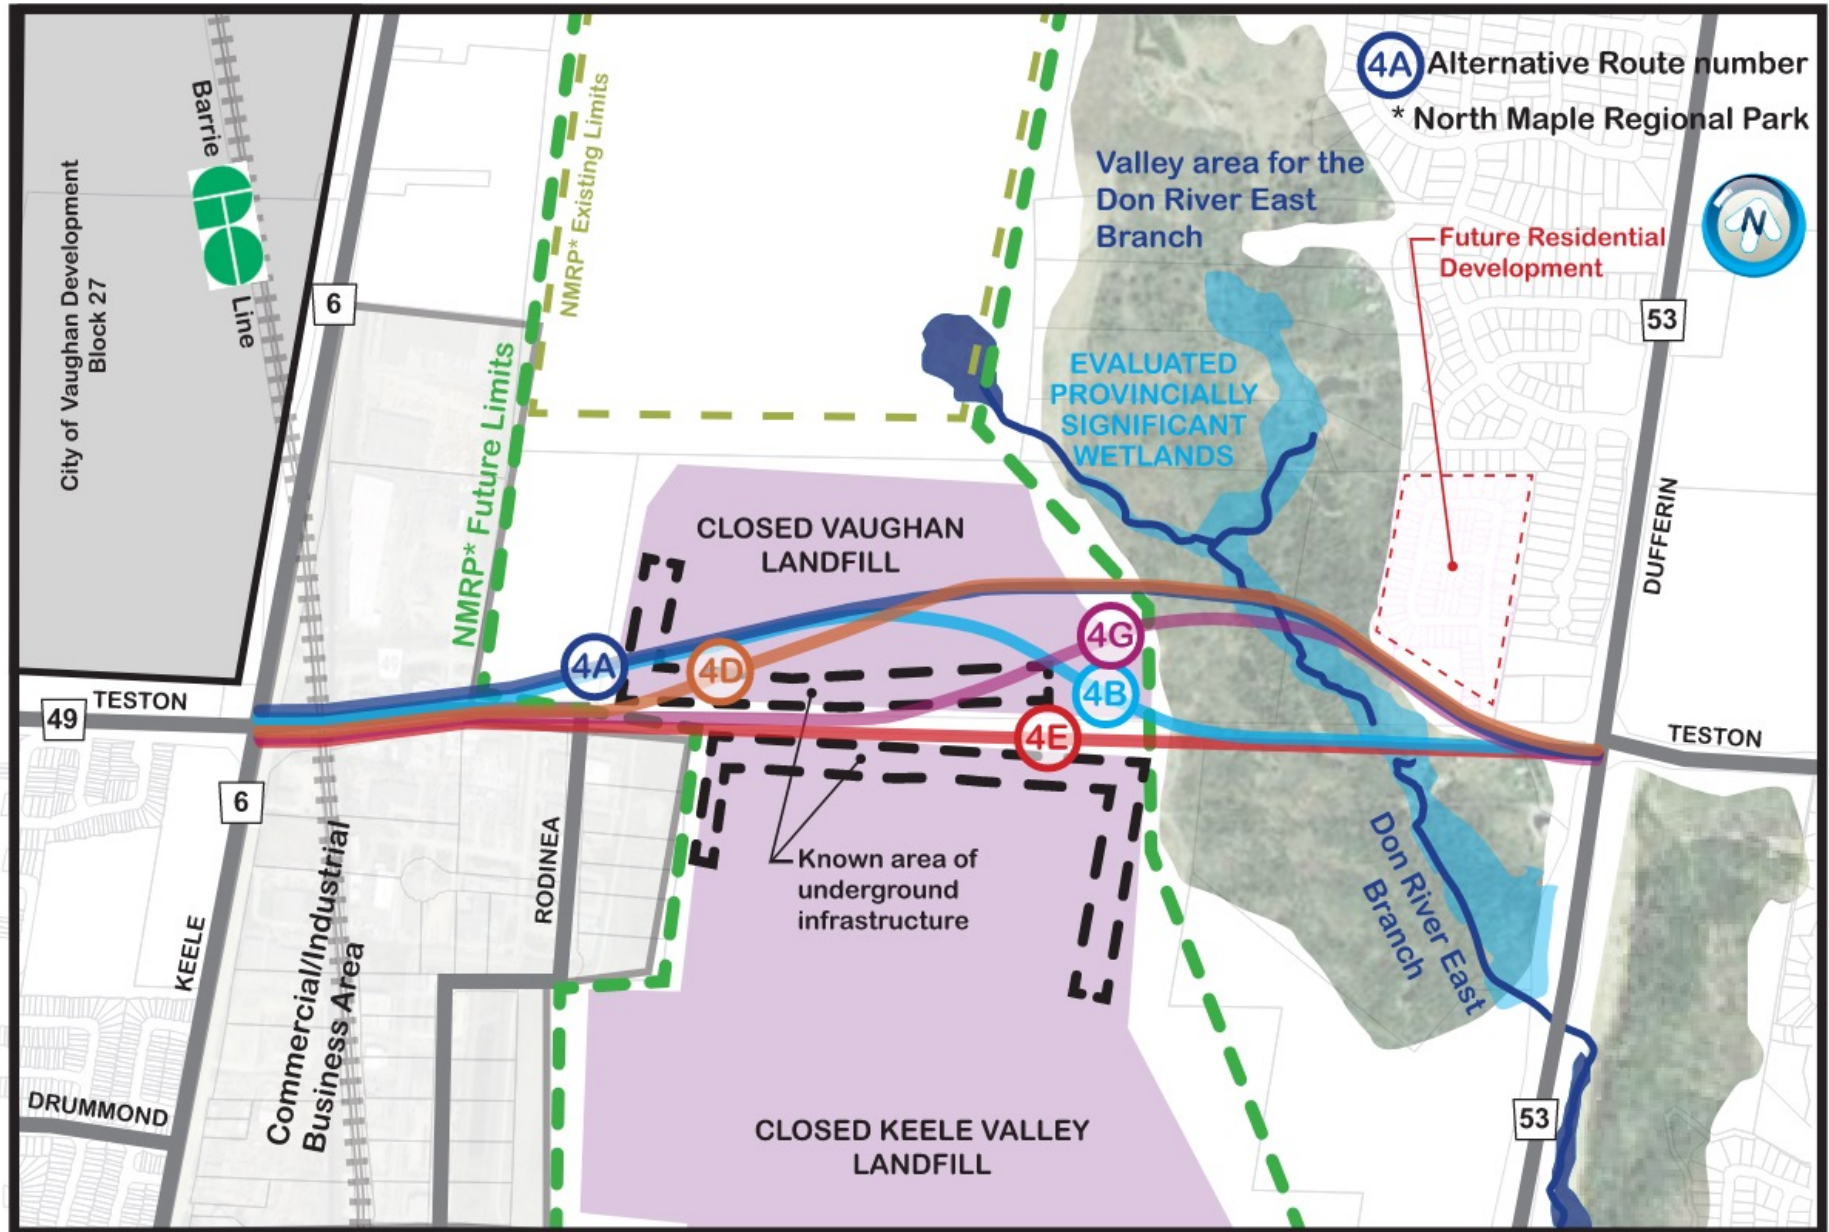 4A Alternative Route number
* North Maple Regional Park
N
Barrie
Line
City of Vaughan Development
Block 27
NMRP* Existing Limits
NMRP* Future Limits
Valley area for the
Don River East
Branch
Future Residential
Development
6
53
EVALUATED
PROVINCIALLY
SIGNIFICANT
WETLANDS
CLOSED VAUGHAN
LANDFILL
DUFFERIN
4A
4D
4G
4B
4E
TESTON
49
TESTON
6
KEELE
Commercial/Industrial
Business Area
RODINEA
Known area of
underground
infrastructure
Don River East
Branch
DRUMMOND
CLOSED KEELE VALLEY
LANDFILL
53